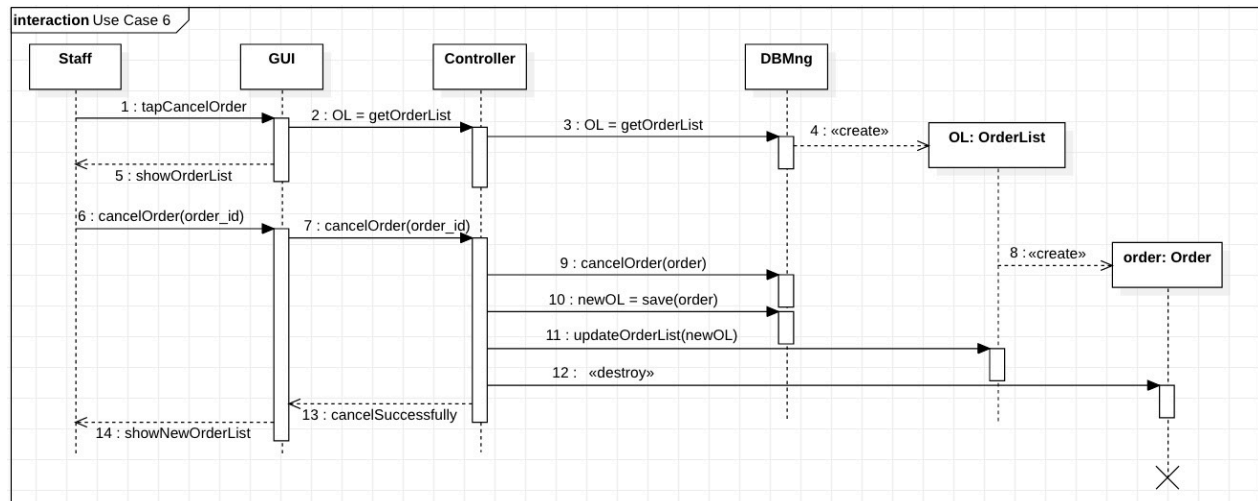 interaction Use Case 6
Staff
GUI
Controller
DBMng
1 : tapCancelOrder
2 : OL = getOrderList
3 : OL = getOrderList
4 : «create»
OL: OrderList
5 : showOrderList
6 : cancelOrder(order_id)
7 : cancelOrder(order_id)
8 : «create»
order: Order
9 : cancelOrder(order)
10 : newOL = save(order)
11 : updateOrderList(newOL)
12 : «destroy»
13 : cancelSuccessfully
14 : showNewOrderList